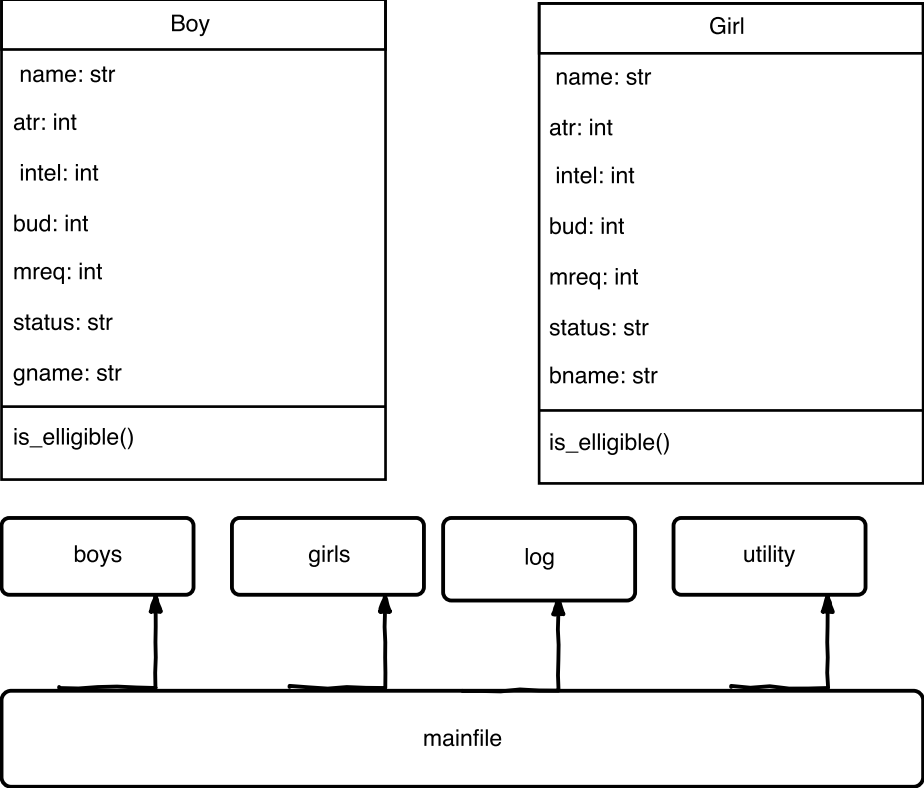 Boy
name: str
atr: int
intel: int
bud: int
mreq: int
status: str
gname: str
is_elligible()
Girl
name: str
atr: int
intel: int
bud: int
mreq: int
status: str
bname: str
is_elligible()
boys
girls
log
utility
mainfile